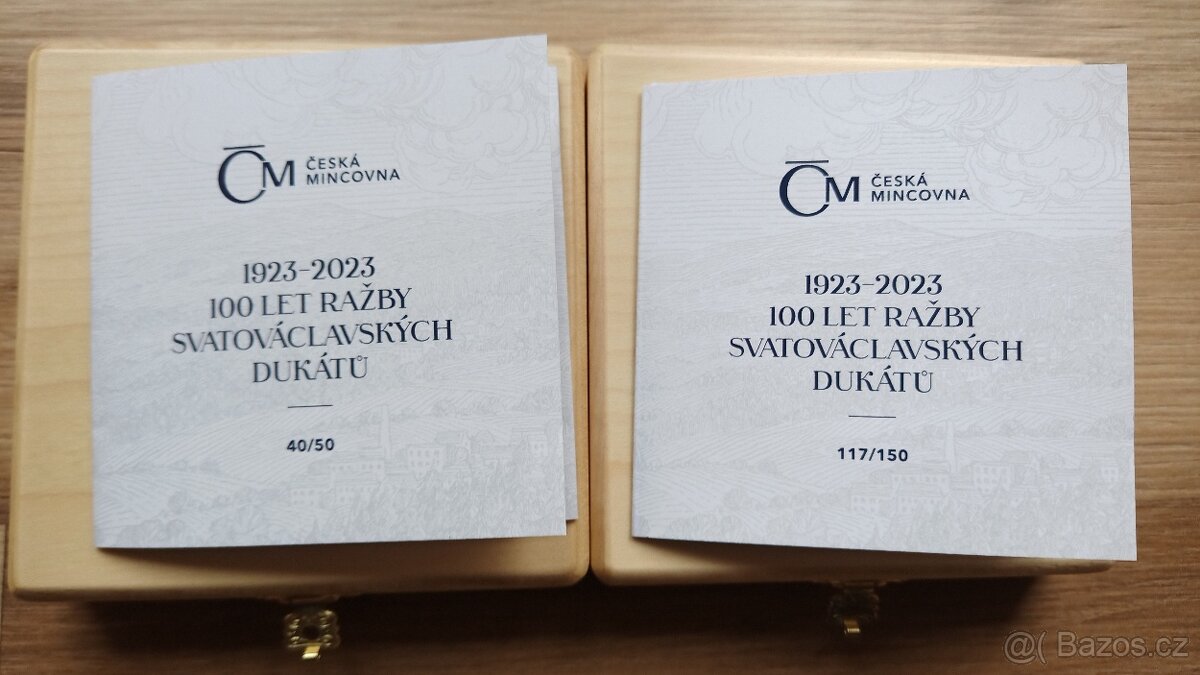 ČM ČESKÁ
MINCOVNA
1923–2023
100 LET RAŽBY
SVATOVÁCLAVSKÝCH
DUKÁTŮ
40/50
ČM ČESKÁ
MINCOVNA
1923–2023
100 LET RAŽBY
SVATOVÁCLAVSKÝCH
DUKÁTŮ
117/150
@( Bazos.cz